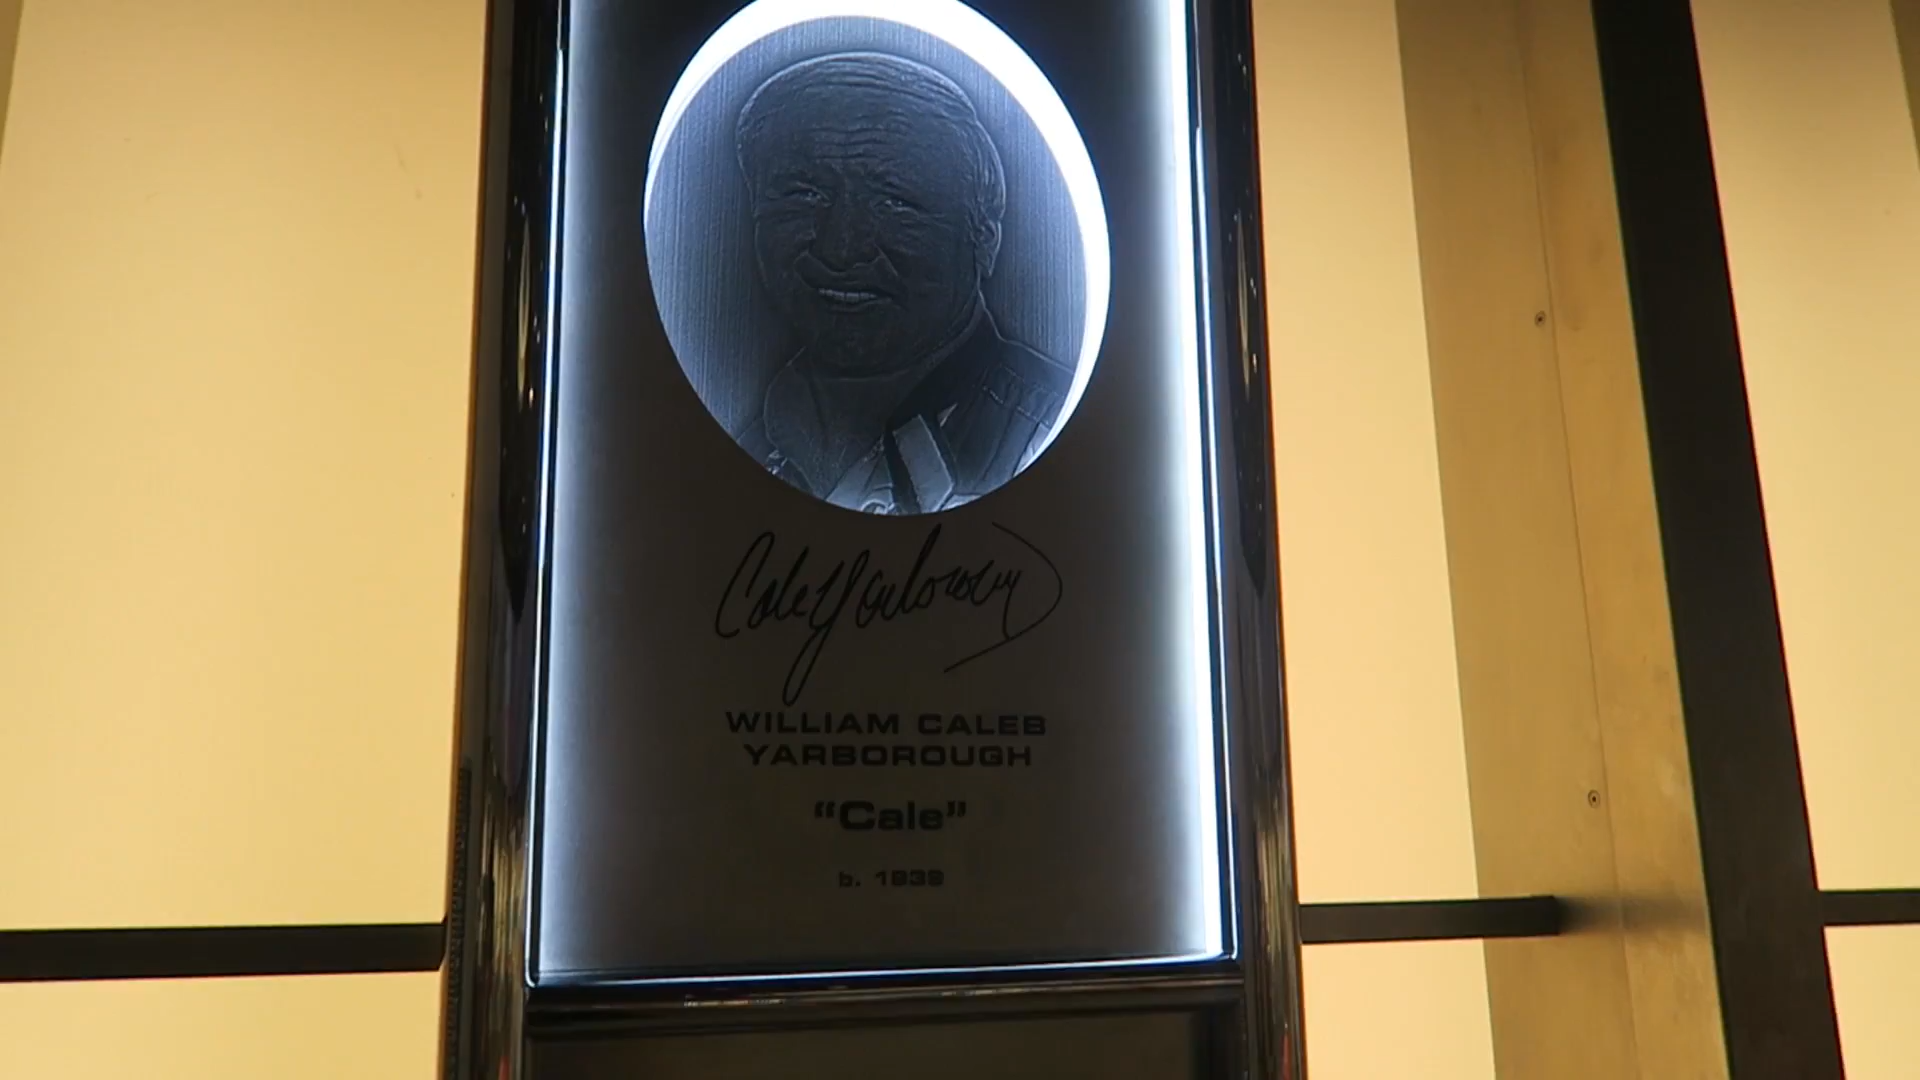 Cale Yarborough
WILLIAM CALEB
YARBOROUGH
“Cale”
b. 1939